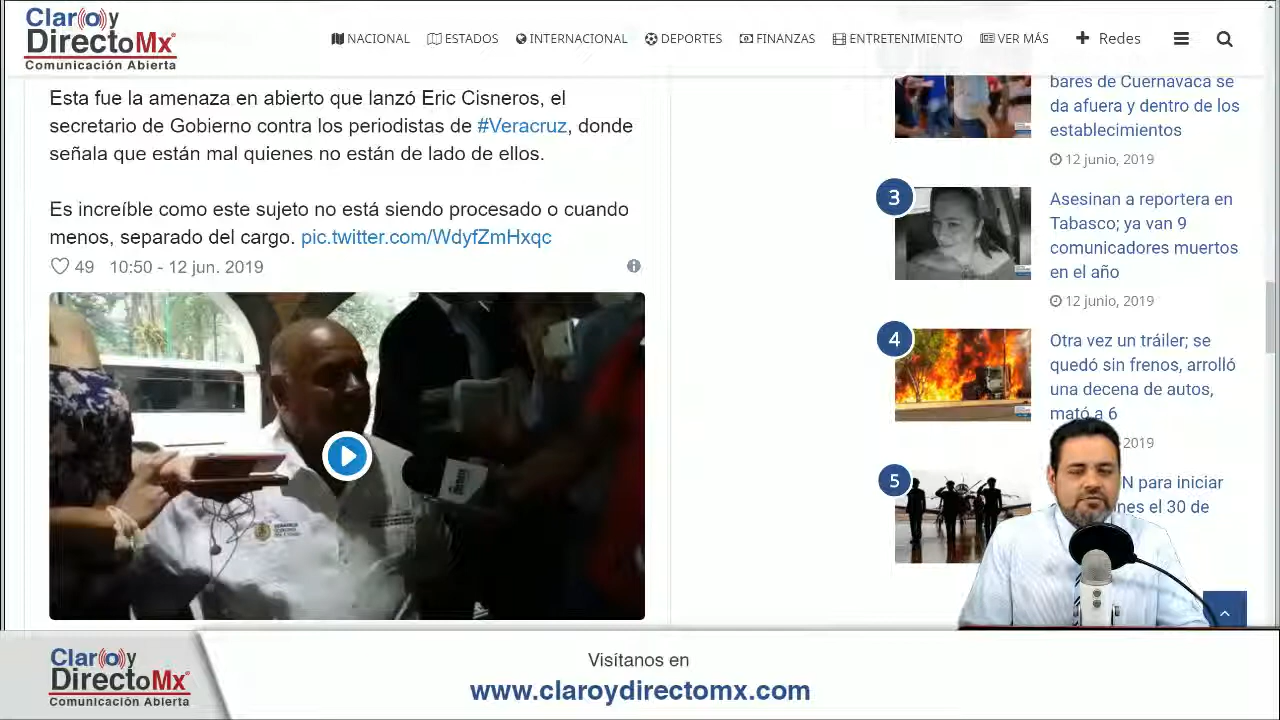 Claro y
DirectoMx
Comunicación Abierta
NACIONAL ESTADOS INTERNACIONAL DEPORTES FINANZAS ENTRETENIMIENTO VER MÁS + Redes
Esta fue la amenaza en abierto que lanzó Eric Cisneros, el
secretario de Gobierno contra los periodistas de #Veracruz, donde
señala que están mal quienes no están de lado de ellos.
Es increíble como este sujeto no está siendo procesado o cuando
menos, separado del cargo. pic.twitter.com/WdyfZmHxqc
49 10:50 - 12 jun. 2019
bares de Cuernavaca se
da afuera y dentro de los
establecimientos
12 junio, 2019
3
Asesinan a reportera en
Tabasco; ya van 9
comunicadores muertos
en el año
12 junio, 2019
4
Otra vez un tráiler; se
quedó sin frenos, arrolló
una decena de autos,
mató a 6
2019
5
N para iniciar
nes el 30 de
Claro y
DirectoMx
Comunicación Abierta
Visítanos en
www.claroydirectomx.com